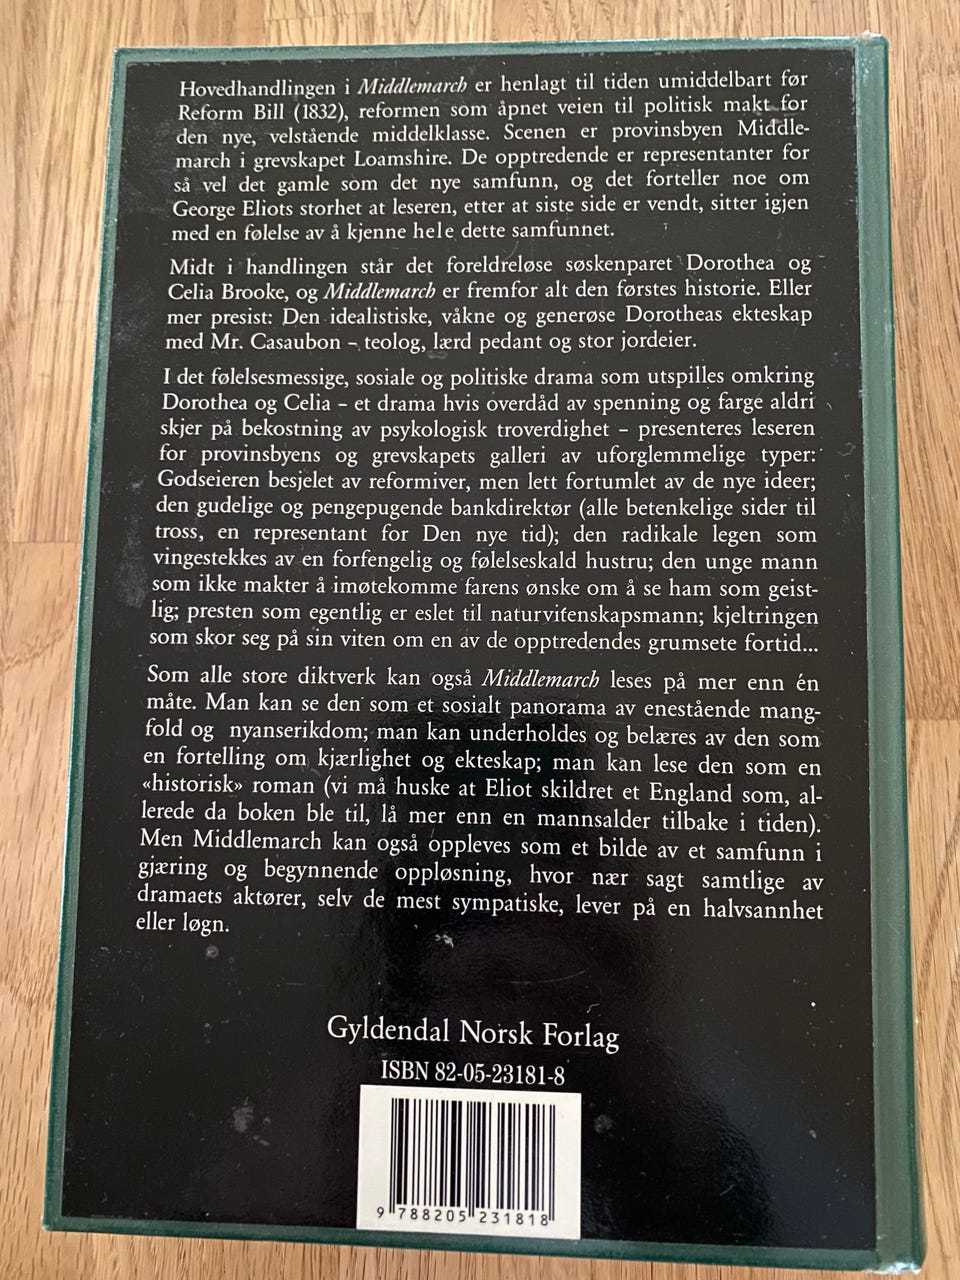 Hovedhandlingen i Middlemarch er henlagt til tiden umiddelbart før
Reform Bill (1832), reformen som åpnet veien til politisk makt for
den nye, velstående middelklasse. Scenen er provinsbyen Middle-
march i grevskapet Loamshire. De opptredende er representanter for
så vel det gamle som det nye samfunn, og det forteller noe om
George Eliots storhet at leseren, etter at siste side er vendt, sitter igjen
med en følelse av å kjenne hele dette samfunnet.
Midt i handlingen står det foreldreløse søskenparet Dorothea og
Celia Brooke, og Middlemarch er fremfor alt den førstes historie. Eller
mer presist: Den idealistiske, våkne og generøse Dorotheas ekteskap
med Mr. Casaubon – teolog, lærd pedant og stor jordeier.
I det følelsesmessige, sosiale og politiske drama som utspilles omkring
Dorothea og Celia – et drama hvis overdåd av spenning og farge aldri
skjer på bekostning av psykologisk troverdighet – presenteres leseren
for provinsbyens og grevskapets galleri av uforglemmelige typer:
Godseieren besjelet av reformiver, men lett fortumlet av de nye ideer;
den gudelige og pengepugende bankdirektør (alle betenkelige sider til
tross, en representant for Den nye tid); den radikale legen som
vingestekkes av en forfengelig og følelseskald hustru; den unge mann
som ikke makter å imøtekomme farens ønske om å se ham som geist-
lig; presten som egentlig er eslet til naturvitenskapsmann; kjeltringen
som skor seg på sin viten om en av de opptredendes grumsete fortid...
Som alle store diktverk kan også Middlemarch leses på mer enn én
måte. Man kan se den som et sosialt panorama av enestående mang-
fold og nyanserikdom; man kan underholdes og belæres av den som
en fortelling om kjærlighet og ekteskap; man kan lese den som en
«historisk» roman (vi må huske at Eliot skildret et England som, al-
lerede da boken ble til, lå mer enn en mannsalder tilbake i tiden).
Men Middlemarch kan også oppleves som et bilde av et samfunn i
gjæring og begynnende oppløsning, hvor nær sagt samtlige av
dramaets aktører, selv de mest sympatiske, lever på en halvsannhet
eller løgn.
Gyldendal Norsk Forlag
ISBN 82-05-23181-8
9 788205 231818